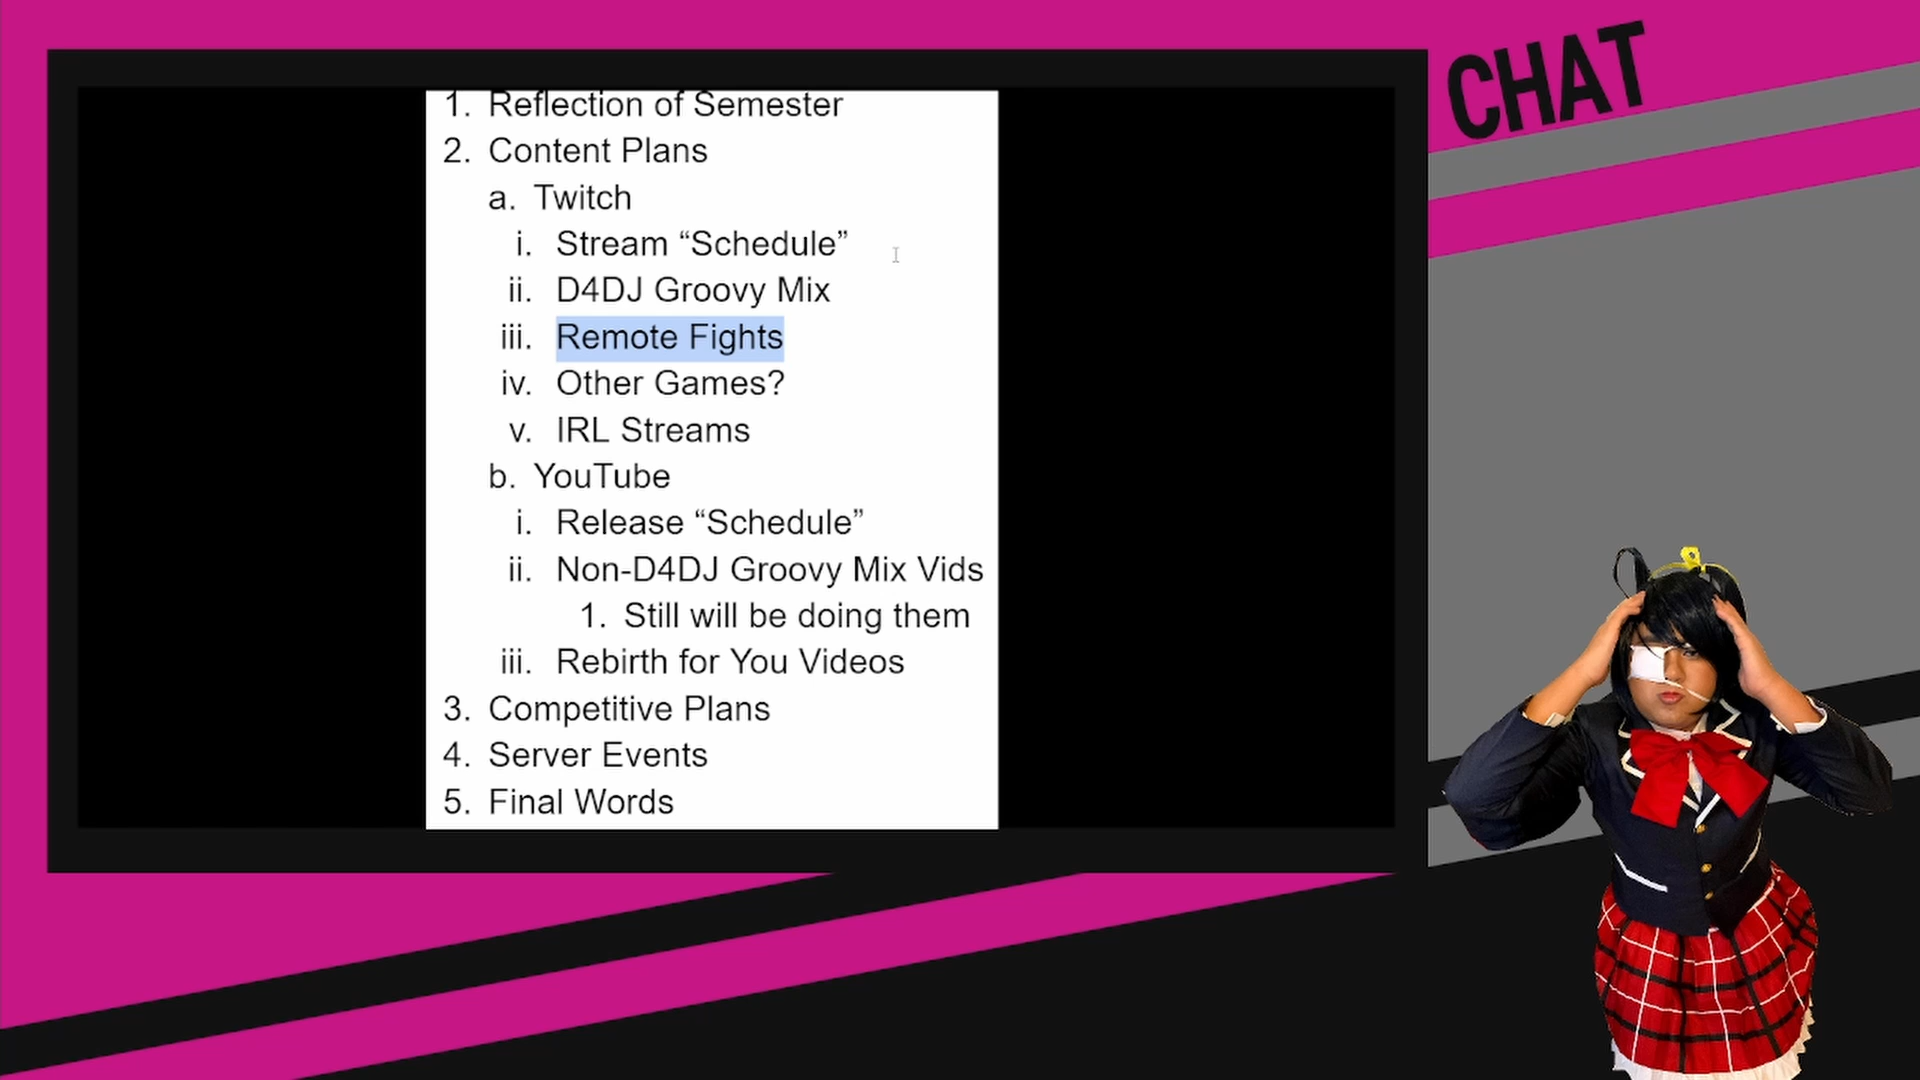 1. Reflection of Semester
2. Content Plans
a. Twitch
i. Stream “Schedule”
ii. D4DJ Groovy Mix
iii. Remote Fights
iv. Other Games?
v. IRL Streams
b. YouTube
i. Release “Schedule”
ii. Non-D4DJ Groovy Mix Vids
1. Still will be doing them
iii. Rebirth for You Videos
3. Competitive Plans
4. Server Events
5. Final Words
CHAT